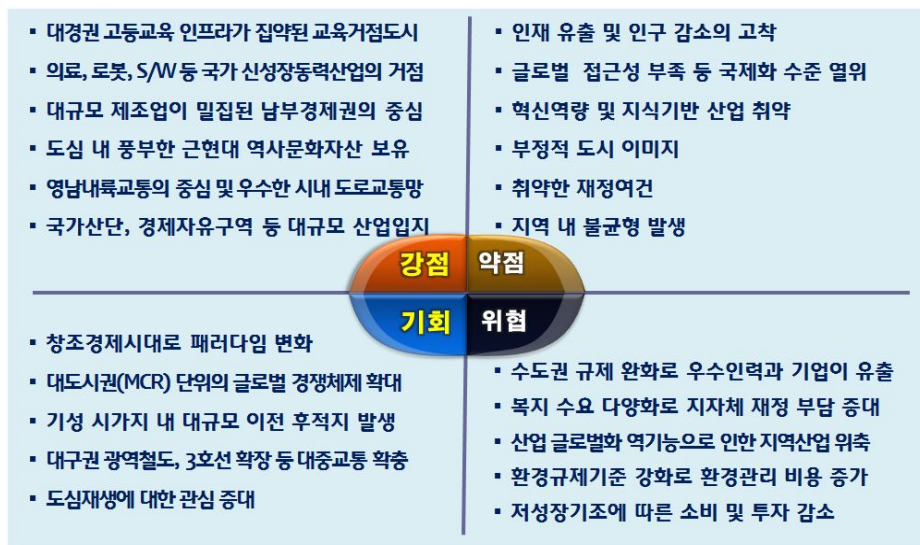 ▪ 대경권 고등교육 인프라가 집약된 교육거점도시
▪ 의료, 로봇, S/W 등 국가 신성장동력산업의 거점
▪ 대규모 제조업이 밀집된 남부경제권의 중심
▪ 도심 내 풍부한 근현대 역사문화자산 보유
▪ 영남내륙교통의 중심 및 우수한 시내 도로교통망
▪ 국가산단, 경제자유구역 등 대규모 산업입지
강점
▪ 인재 유출 및 인구 감소의 고착
▪ 글로벌 접근성 부족 등 국제화 수준 열위
▪ 혁신역량 및 지식기반 산업 취약
▪ 부정적 도시 이미지
▪ 취약한 재정여건
▪ 지역 내 불균형 발생
약점
기회
▪ 창조경제시대로 패러다임 변화
▪ 대도시권(MCR) 단위의 글로벌 경쟁체제 확대
▪ 기성 시가지 내 대규모 이전 후적지 발생
▪ 대구권 광역철도, 3호선 확장 등 대중교통 확충
▪ 도심재생에 대한 관심 증대
위협
▪ 수도권 규제 완화로 우수인력과 기업이 유출
▪ 복지 수요 다양화로 지자체 재정 부담 증대
▪ 산업 글로벌화 역기능으로 인한 지역산업 위축
▪ 환경규제기준 강화로 환경관리 비용 증가
▪ 저성장기조에 따른 소비 및 투자 감소